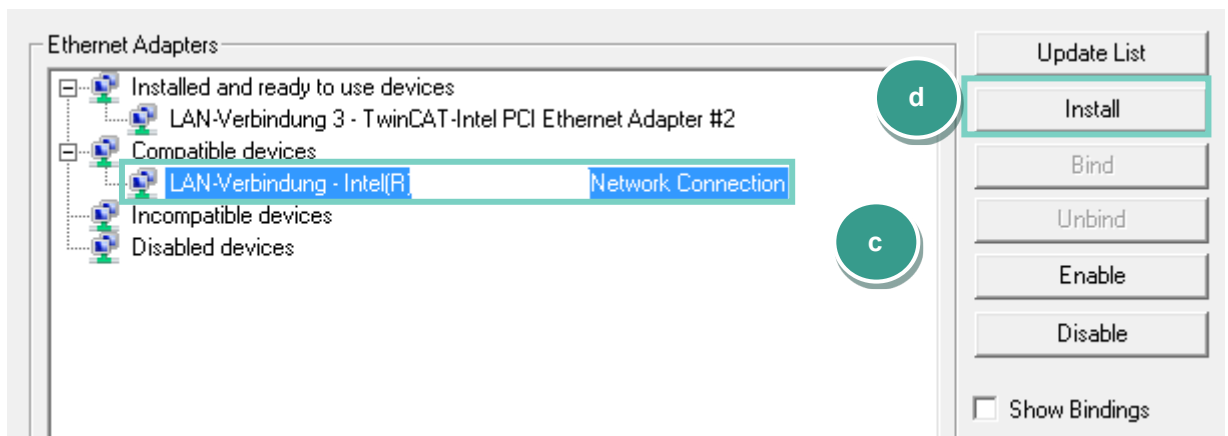 Ethernet Adapters
Installed and ready to use devices
LAN-Verbindung 3 - TwinCAT-Intel PCI Ethernet Adapter #2
Compatible devices
LAN-Verbindung - Intel(R) Network Connection
Incompatible devices
Disabled devices
c
d
Update List
Install
Bind
Unbind
Enable
Disable
Show Bindings